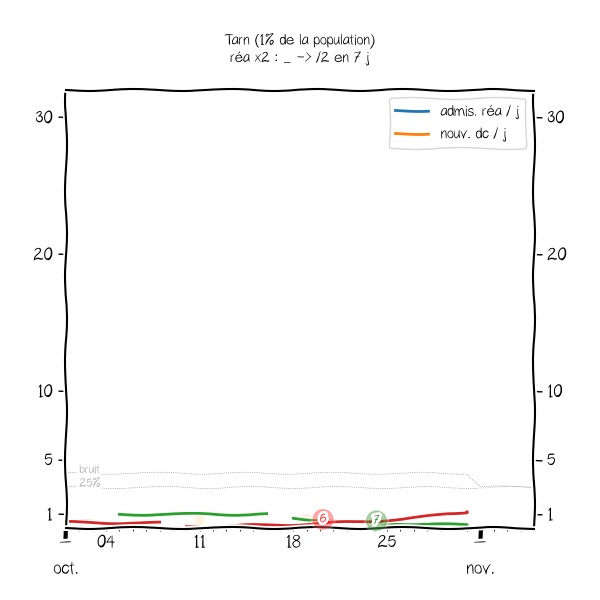 Tarn (1% de la population)
réa x2 : _ -> /2 en 7 j
admis. réa / j
nouv. dc / j
30
30
20
20
10
10
5
5
bruit
25%
1
1
6
7
04
11
18
25
oct.
nov.